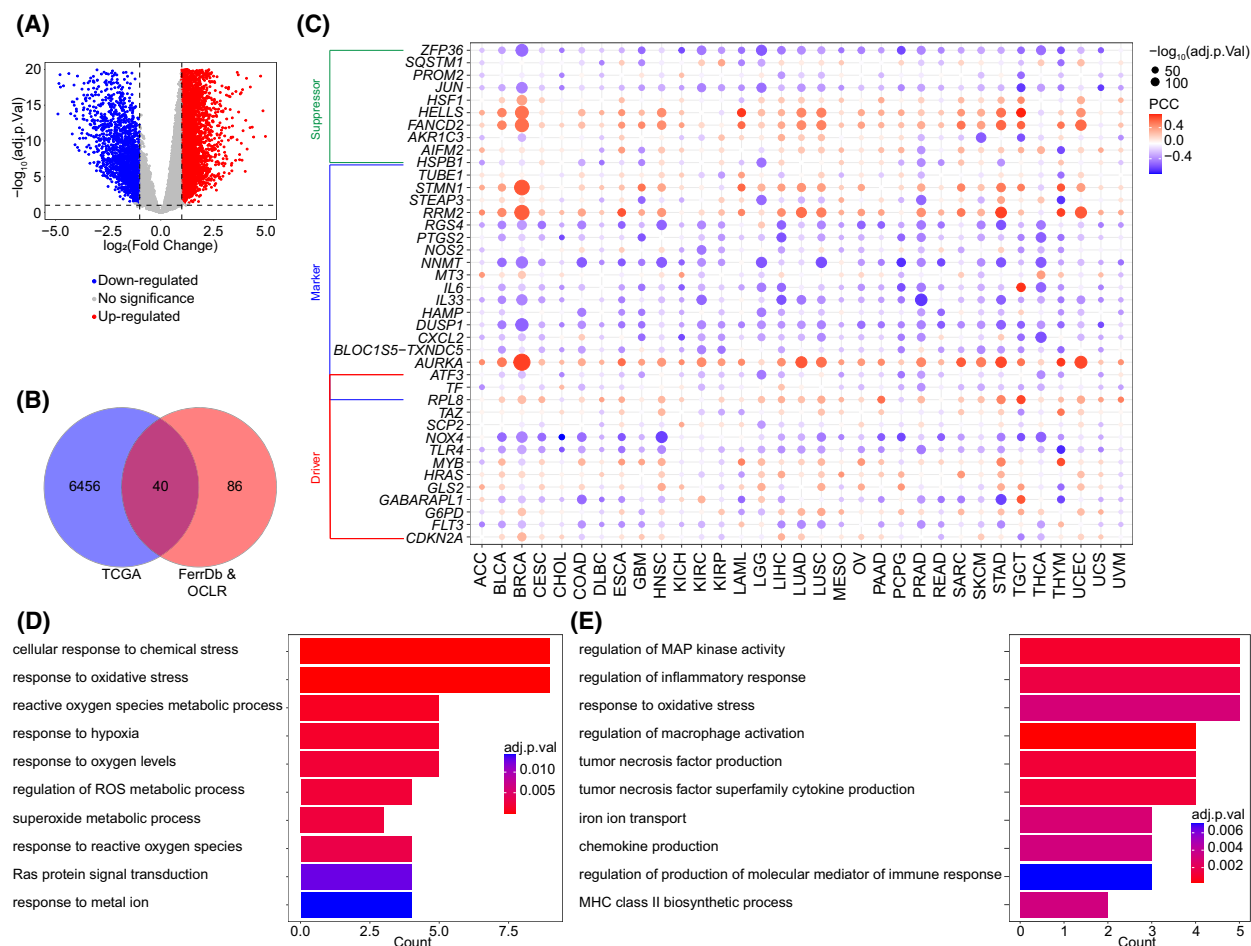 (A)
20
15
10
5
0
−log10(adj.p.Val)
−5.0
−2.5
0.0
2.5
5.0
log2(Fold Change)
Down-regulated
No significance
Up-regulated
(B)
6456
40
86
TCGA
FerrDb &
OCLR
(C)
Suppressor
Marker
Driver
ZFP36
SQSTM1
PROM2
JUN
HSF1
HELLS
FANCD2
AKR1C3
AIFM2
HSPB1
TUBE1
STMN1
STEAP3
RRM2
RGS4
PTGS2
NOS2
NNMT
MT3
IL6
IL33
HAMP
DUSP1
CXCL2
BLOC1S5−TXNDC5
AURKA
ATF3
TF
RPL8
TAZ
SCP2
NOX4
TLR4
MYB
HRAS
GLS2
GABARAPL1
G6PD
FLT3
CDKN2A
ACC
BLCA
BRCA
CESC
CHOL
COAD
DLBC
ESCA
GBM
HNSC
KICH
KIRC
KIRP
LAML
LGG
LIHC
LUAD
LUSC
MESO
OV
PAAD
PCPG
PRAD
READ
SARC
SKCM
STAD
TGCT
THCA
THYM
UCEC
UCS
UVM
−log10(adj.p.Val)
50
100
PCC
0.4
0.0
−0.4
(D)
cellular response to chemical stress
response to oxidative stress
reactive oxygen species metabolic process
response to hypoxia
response to oxygen levels
regulation of ROS metabolic process
superoxide metabolic process
response to reactive oxygen species
Ras protein signal transduction
response to metal ion
0.0
2.5
5.0
7.5
Count
adj.p.val
0.010
0.005
(E)
regulation of MAP kinase activity
regulation of inflammatory response
response to oxidative stress
regulation of macrophage activation
tumor necrosis factor production
tumor necrosis factor superfamily cytokine production
iron ion transport
chemokine production
regulation of production of molecular mediator of immune response
MHC class II biosynthetic process
0
1
2
3
4
5
Count
adj.p.val
0.006
0.004
0.002